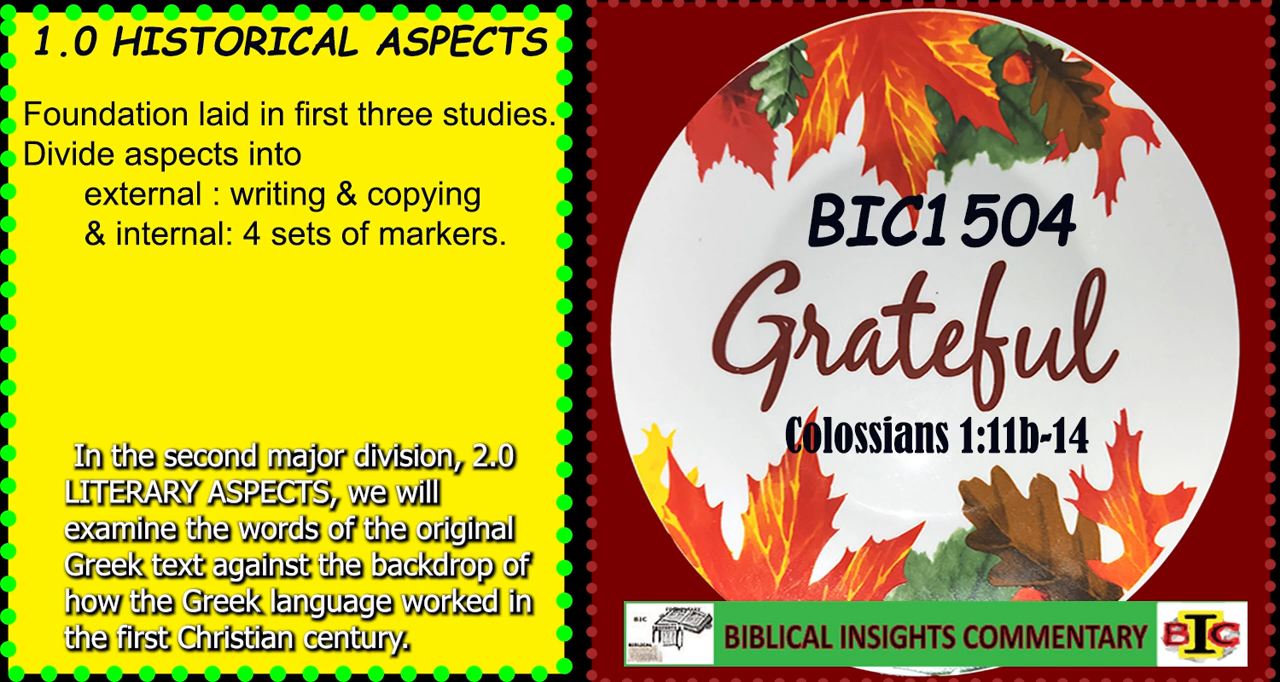 1.0 HISTORICAL ASPECTS
Foundation laid in first three studies.
Divide aspects into
external : writing & copying
& internal: 4 sets of markers.
In the second major division, 2.0
LITERARY ASPECTS, we will
examine the words of the original
Greek text against the backdrop of
how the Greek language worked in
the first Christian century.
BIC1504
Grateful
Colossians 1:11b-14
BIC
BIBLICAL INSIGHTS COMMENTARY
BIC